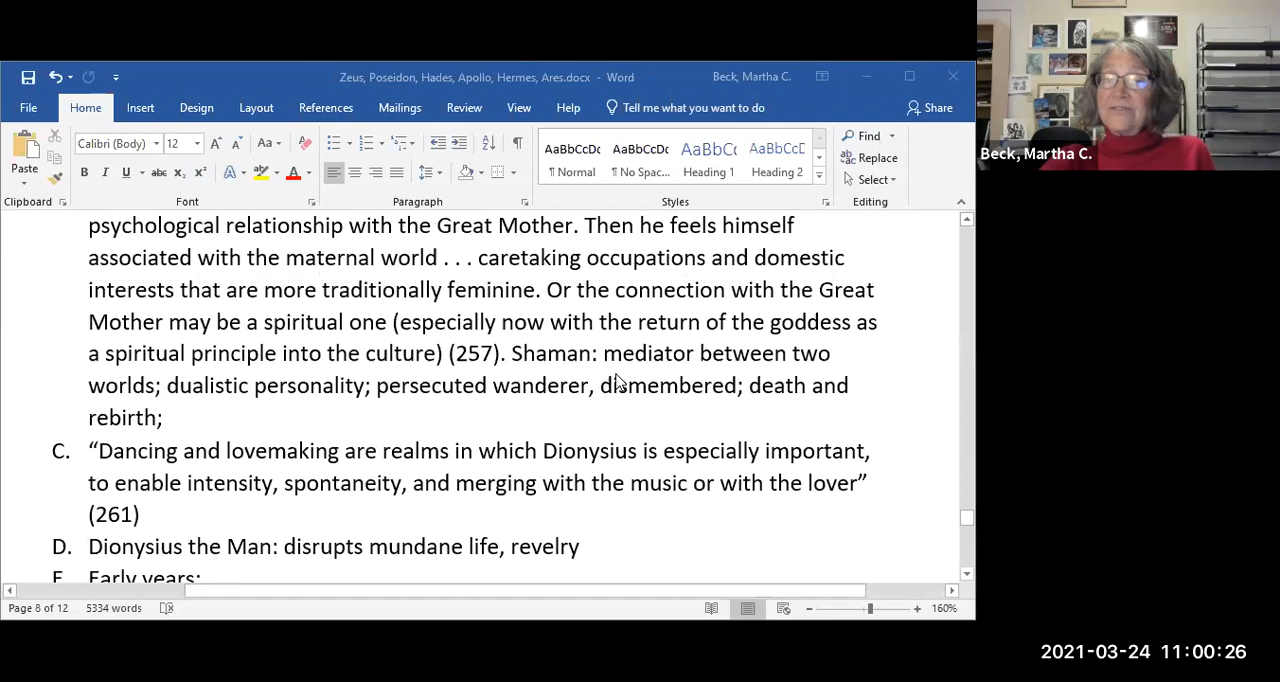 Zeus, Poseidon, Hades, Apollo, Hermes, Ares.docx - Word
Beck, Martha C.
File Home Insert Design Layout References Mailings Review View Help Tell me what you want to do Share
Calibri (Body) 12
Paste
B I U abc
AaBbCcDc AaBbCcDc AaBbC AaBbCcD
¶ Normal ¶ No Spac... Heading 1 Heading 2
Find
Replace
Select
Clipboard Font Paragraph Styles Editing
Beck, Martha C.
psychological relationship with the Great Mother. Then he feels himself
associated with the maternal world . . . caretaking occupations and domestic
interests that are more traditionally feminine. Or the connection with the Great
Mother may be a spiritual one (especially now with the return of the goddess as
a spiritual principle into the culture) (257). Shaman: mediator between two
worlds; dualistic personality; persecuted wanderer, dismembered; death and
rebirth;
C. “Dancing and lovemaking are realms in which Dionysius is especially important,
to enable intensity, spontaneity, and merging with the music or with the lover”
(261)
D. Dionysius the Man: disrupts mundane life, revelry
E. Early years:
Page 8 of 12 5334 words 160%
2021-03-24 11:00:26